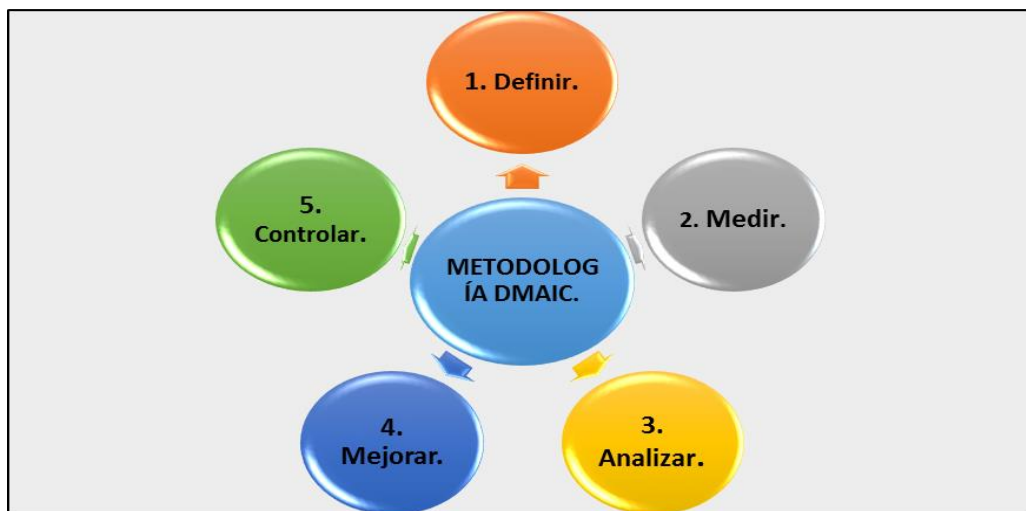 1. Definir.
2. Medir.
3.
Analizar.
4.
Mejorar.
5.
Controlar.
METODOLOG
ÍA DMAIC.